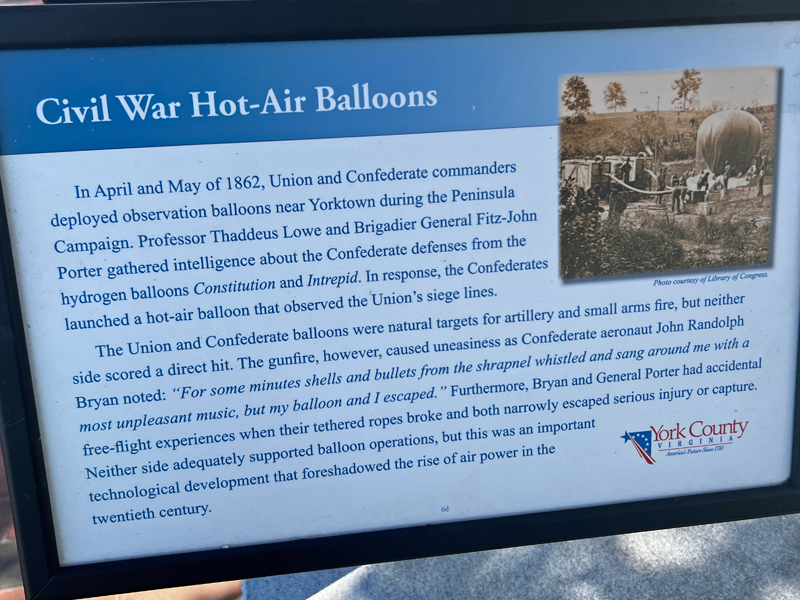 Civil War Hot-Air Balloons
In April and May of 1862, Union and Confederate commanders
deployed observation balloons near Yorktown during the Peninsula
Campaign. Professor Thaddeus Lowe and Brigadier General Fitz-John
Porter gathered intelligence about the Confederate defenses from the
hydrogen balloons Constitution and Intrepid. In response, the Confederates
launched a hot-air balloon that observed the Union's siege lines.
Photo courtesy of Library of Congress.
The Union and Confederate balloons were natural targets for artillery and small arms fire, but neither
side scored a direct hit. The gunfire, however, caused uneasiness as Confederate aeronaut John Randolph
Bryan noted: “For some minutes shells and bullets from the shrapnel whistled and sang around me with a
most unpleasant music, but my balloon and I escaped.” Furthermore, Bryan and General Porter had accidental
free-flight experiences when their tethered ropes broke and both narrowly escaped serious injury or capture.
Neither side adequately supported balloon operations, but this was an important
technological development that foreshadowed the rise of air power in the
twentieth century.
York County
VIRGINIA
America's Future Since 1781
6d